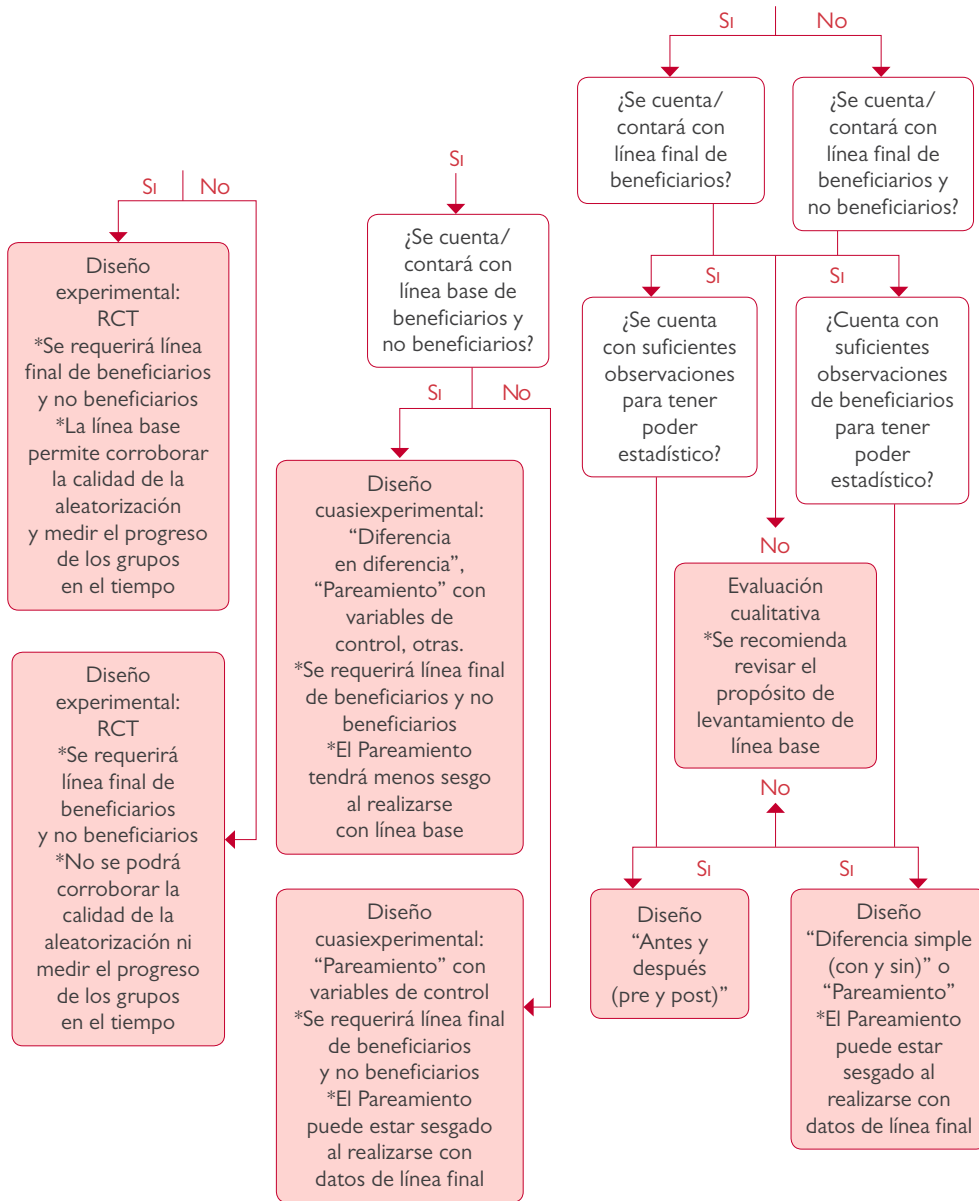 Si
No
¿Se cuenta/
contará con
línea final de
beneficiarios?
¿Se cuenta/
contará con
línea final de
beneficiarios y
no beneficiarios?
Si
No
Si
Diseño
experimental:
RCT
*Se requerirá línea
final de beneficiarios
y no beneficiarios
*La línea base
permite corroborar
la calidad de la
aleatorización
y medir el progreso
de los grupos
en el tiempo
¿Se cuenta/
contará con
línea base de
beneficiarios y
no beneficiarios?
Si
Si
¿Se cuenta
con suficientes
observaciones
para tener
poder
estadístico?
¿Cuenta con
suficientes
observaciones
de beneficiarios
para tener
poder
estadístico?
Si
No
Diseño
cuasiexperimental:
“Diferencia
en diferencia”,
“Pareamiento” con
variables de
control, otras.
*Se requerirá línea final
de beneficiarios y no
beneficiarios
*El Pareamiento
tendrá menos sesgo
al realizarse
con línea base
No
Evaluación
cualitativa
*Se recomienda
revisar el
propósito de
levantamiento de
línea base
No
Diseño
experimental:
RCT
*Se requerirá
línea final de
beneficiarios
y no beneficiarios
*No se podrá
corroborar la
calidad de la
aleatorización ni
medir el progreso
de los grupos
en el tiempo
Si
Si
Diseño
cuasiexperimental:
“Pareamiento” con
variables de control
*Se requerirá línea final
de beneficiarios
y no beneficiarios
*El Pareamiento
puede estar sesgado
al realizarse con
datos de línea final
Diseño
“Antes y
después
(pre y post)”
Diseño
“Diferencia simple
(con y sin)” o
“Pareamiento”
*El Pareamiento
puede estar
sesgado al
realizarse con
datos de línea final